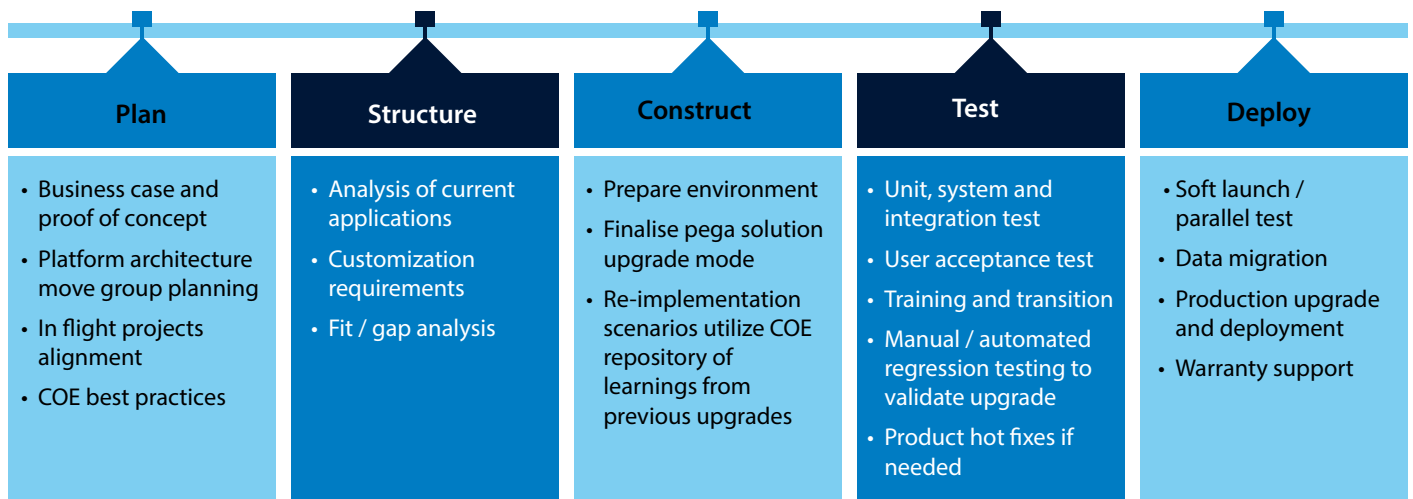 Plan
• Business case and
proof of concept
• Platform architecture
move group planning
• In flight projects
alignment
• COE best practices
Structure
• Analysis of current
applications
• Customization
requirements
• Fit / gap analysis
Construct
• Prepare environment
• Finalise pega solution
upgrade mode
• Re-implementation
scenarios utilize COE
repository of
learnings from
previous upgrades
Test
• Unit, system and
integration test
• User acceptance test
• Training and transition
• Manual / automated
regression testing to
validate upgrade
• Product hot fixes if
needed
Deploy
• Soft launch /
parallel test
• Data migration
• Production upgrade
and deployment
• Warranty support